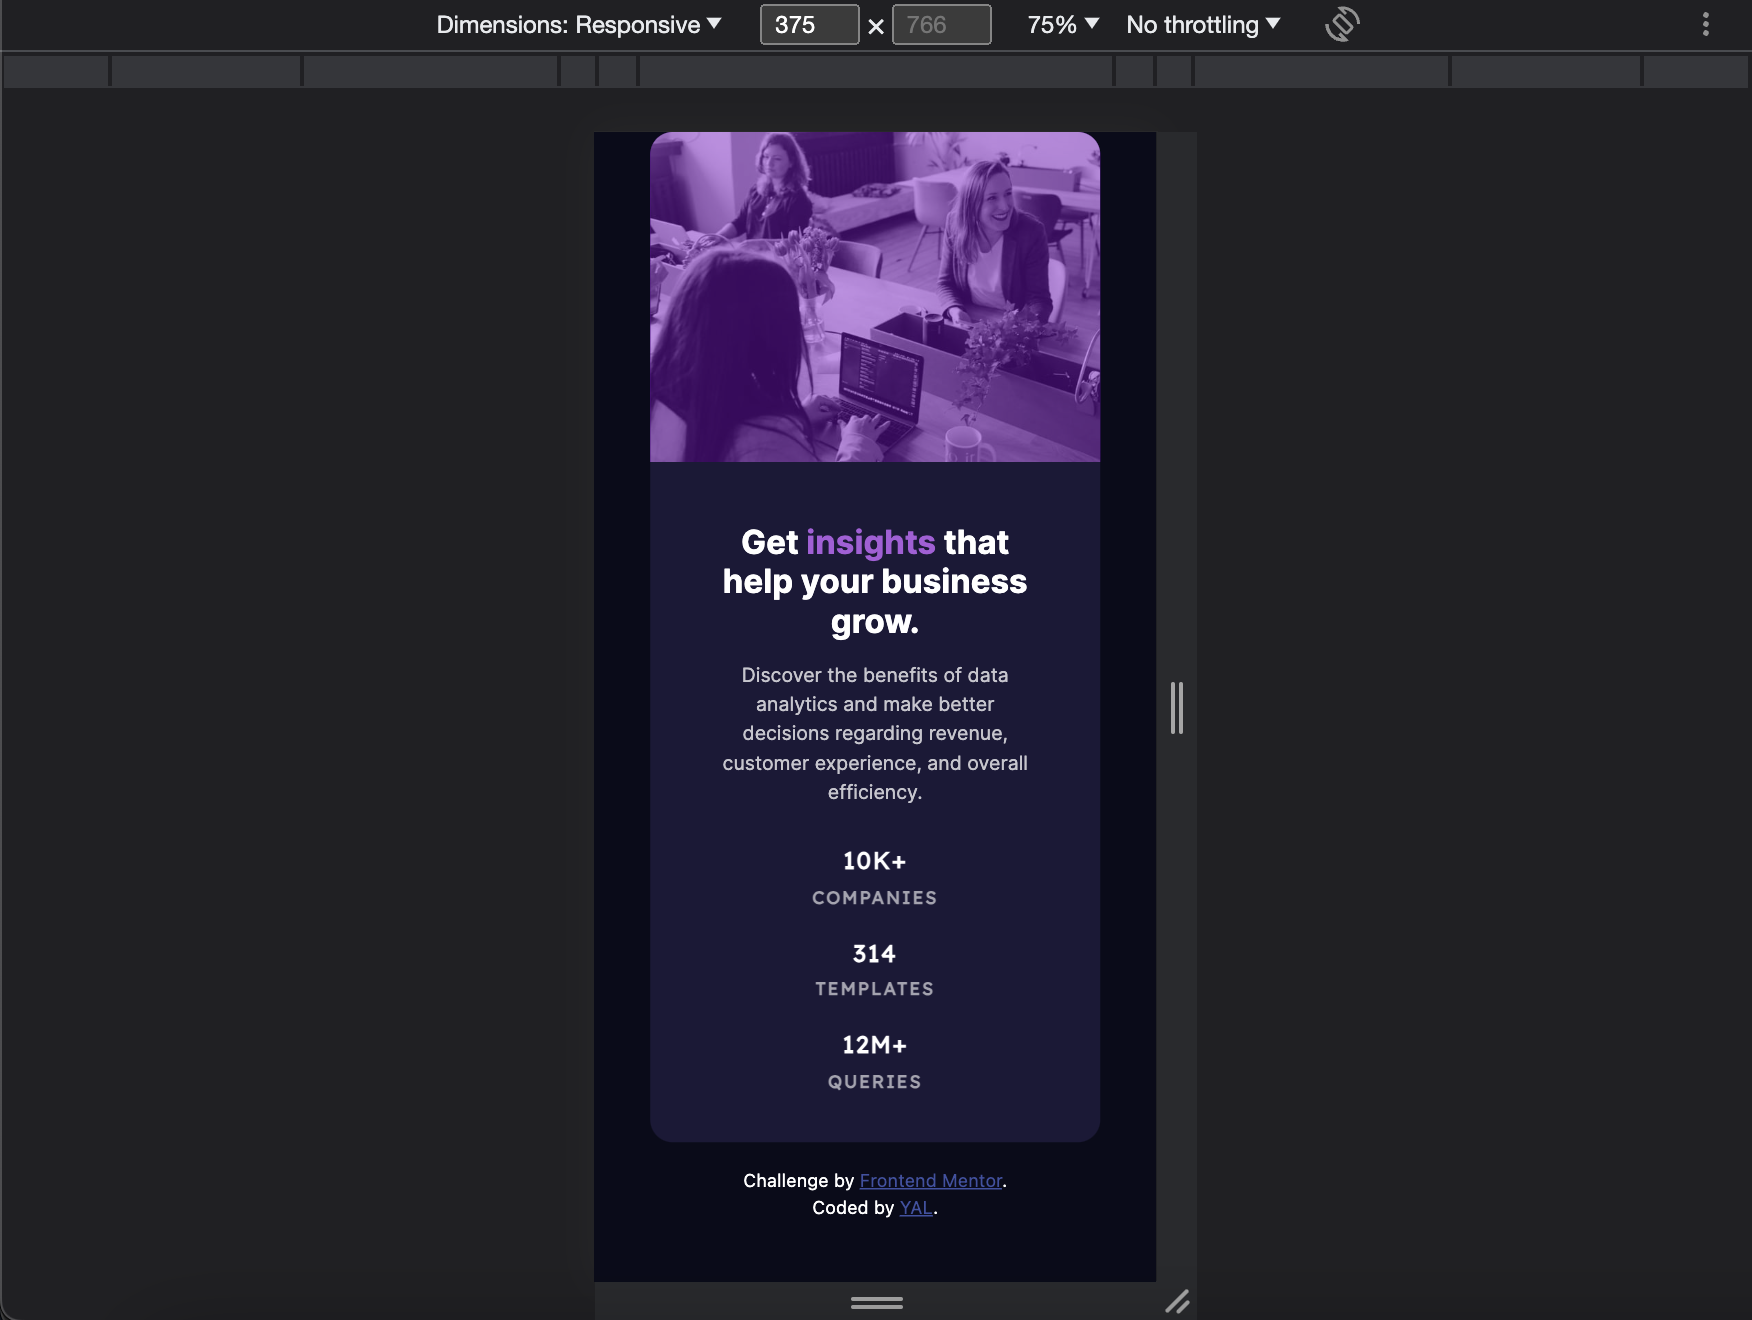 Dimensions: Responsive 375 × 766 75% No throttling
Get insights that
help your business
grow.
Discover the benefits of data
analytics and make better
decisions regarding revenue,
customer experience, and overall
efficiency.
10K+
COMPANIES
314
TEMPLATES
12M+
QUERIES
Challenge by Frontend Mentor.
Coded by YAL.